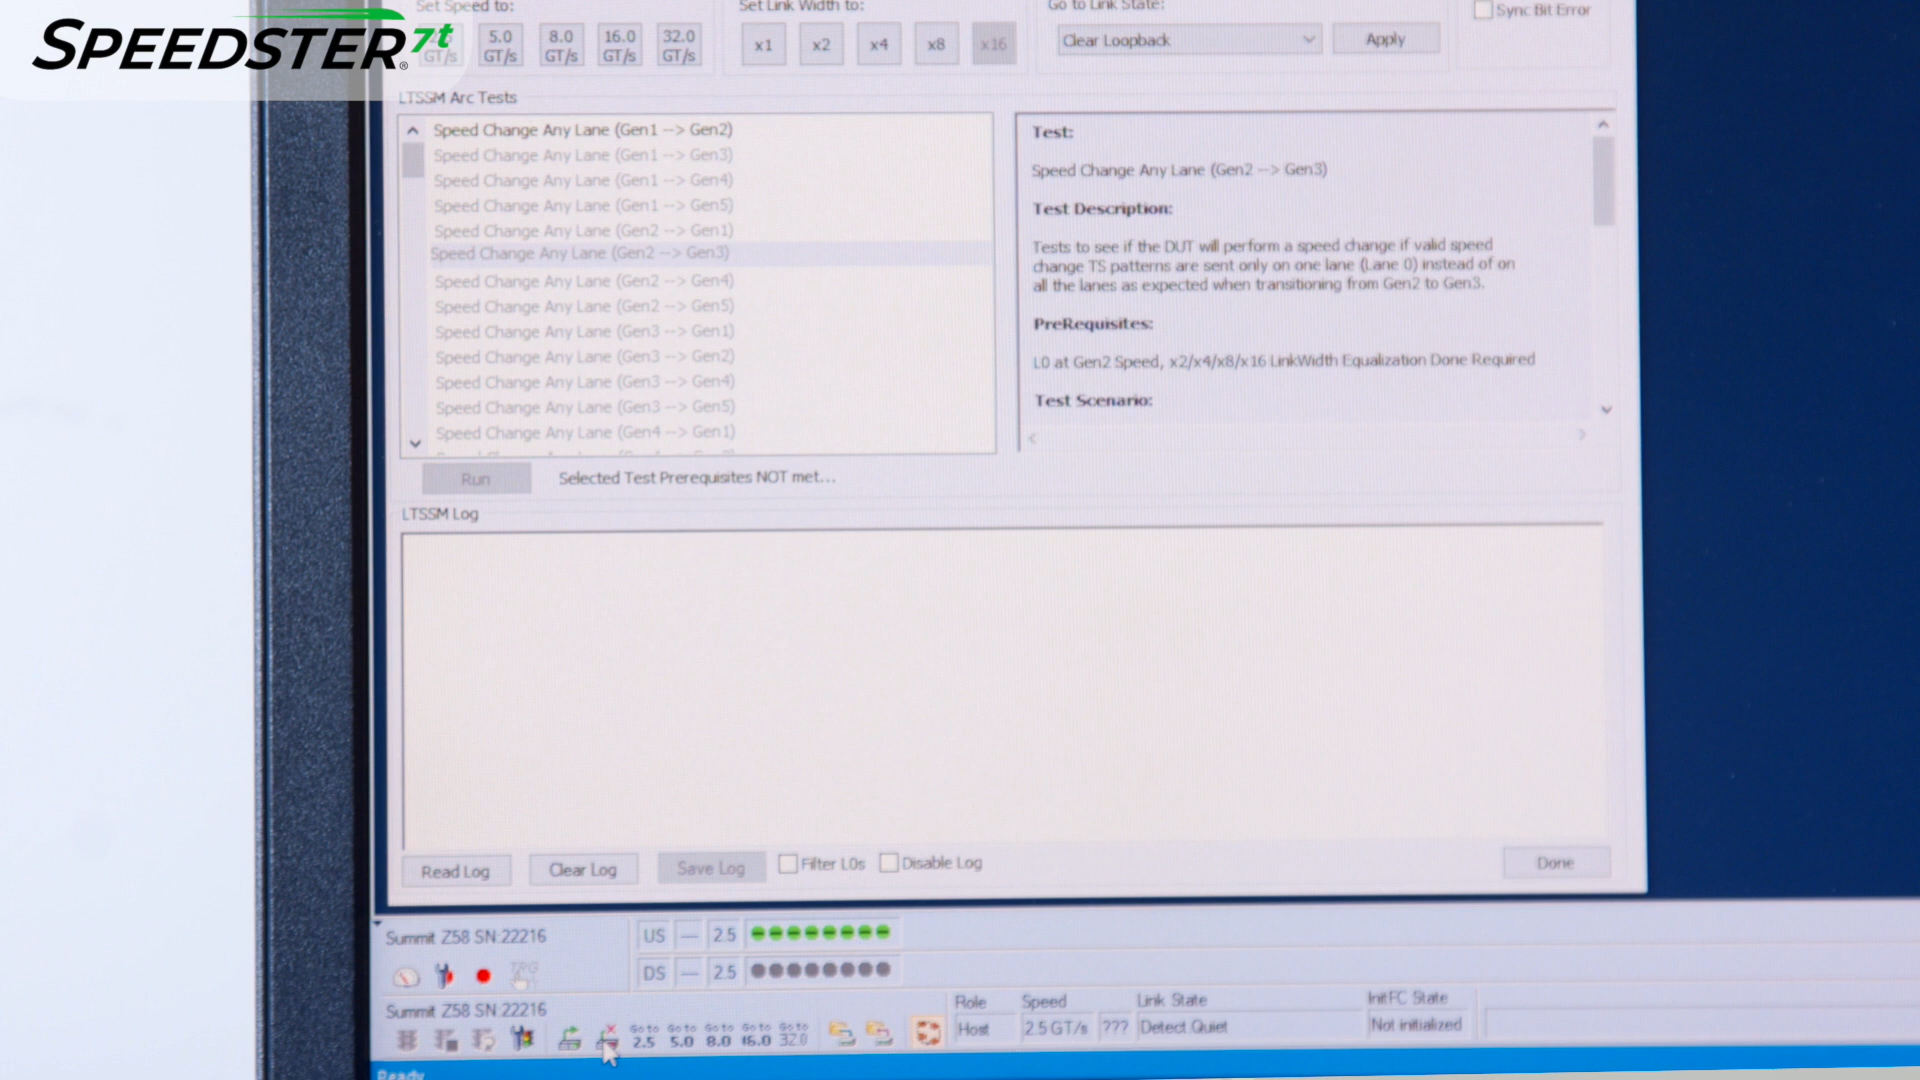 SPEEDSTER®7t
Set Speed to:
GT/s
5.0
GT/s
8.0
GT/s
16.0
GT/s
32.0
GT/s
Set Link Width to:
x1
x2
x4
x8
x16
Go to Link State:
Clear Loopback
Apply
Sync Bit Error
LTSSM Arc Tests
Speed Change Any Lane (Gen1 --> Gen2)
Speed Change Any Lane (Gen1 --> Gen3)
Speed Change Any Lane (Gen1 --> Gen4)
Speed Change Any Lane (Gen1 --> Gen5)
Speed Change Any Lane (Gen2 --> Gen1)
Speed Change Any Lane (Gen2 --> Gen3)
Speed Change Any Lane (Gen2 --> Gen4)
Speed Change Any Lane (Gen2 --> Gen5)
Speed Change Any Lane (Gen3 --> Gen1)
Speed Change Any Lane (Gen3 --> Gen2)
Speed Change Any Lane (Gen3 --> Gen4)
Speed Change Any Lane (Gen3 --> Gen5)
Speed Change Any Lane (Gen4 --> Gen1)
Test:
Speed Change Any Lane (Gen2 --> Gen3)
Test Description:
Tests to see if the DUT will perform a speed change if valid speed
change TS patterns are sent only on one lane (Lane 0) instead of on
all the lanes as expected when transitioning from Gen2 to Gen3.
PreRequisites:
L0 at Gen2 Speed, x2/x4/x8/x16 LinkWidth Equalization Done Required
Test Scenario:
Run
Selected Test Prerequisites NOT met...
LTSSM Log
Read Log
Clear Log
Save Log
Filter L0s
Disable Log
Done
Summit Z58 SN:22216
US — 2.5
TRG
DS — 2.5
Summit Z58 SN:22216
Go to
2.5
Go to
5.0
Go to
8.0
Go to
16.0
Go to
32.0
Role
Host
Speed
2.5 GT/s
???
Link State
Detect Quiet
InitFC State
Not initialized
Ready